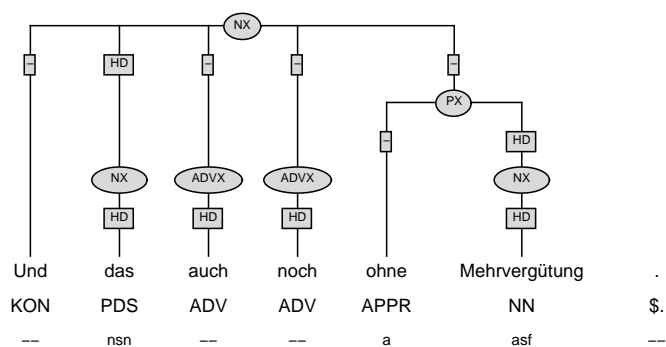 NX
– HD – – –
PX
– HD
NX ADVX ADVX NX
HD HD HD HD
Und das auch noch ohne Mehrvergütung .
KON PDS ADV ADV APPR NN $.
–– nsn –– –– a asf ––